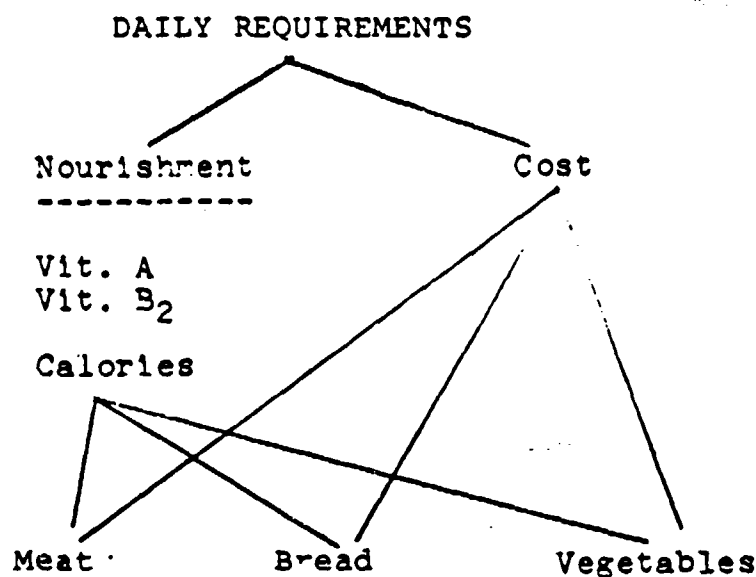 DAILY REQUIREMENTS
Nourishment Cost
-----------
Vit. A
Vit. B₂
Calories
Meat Bread Vegetables